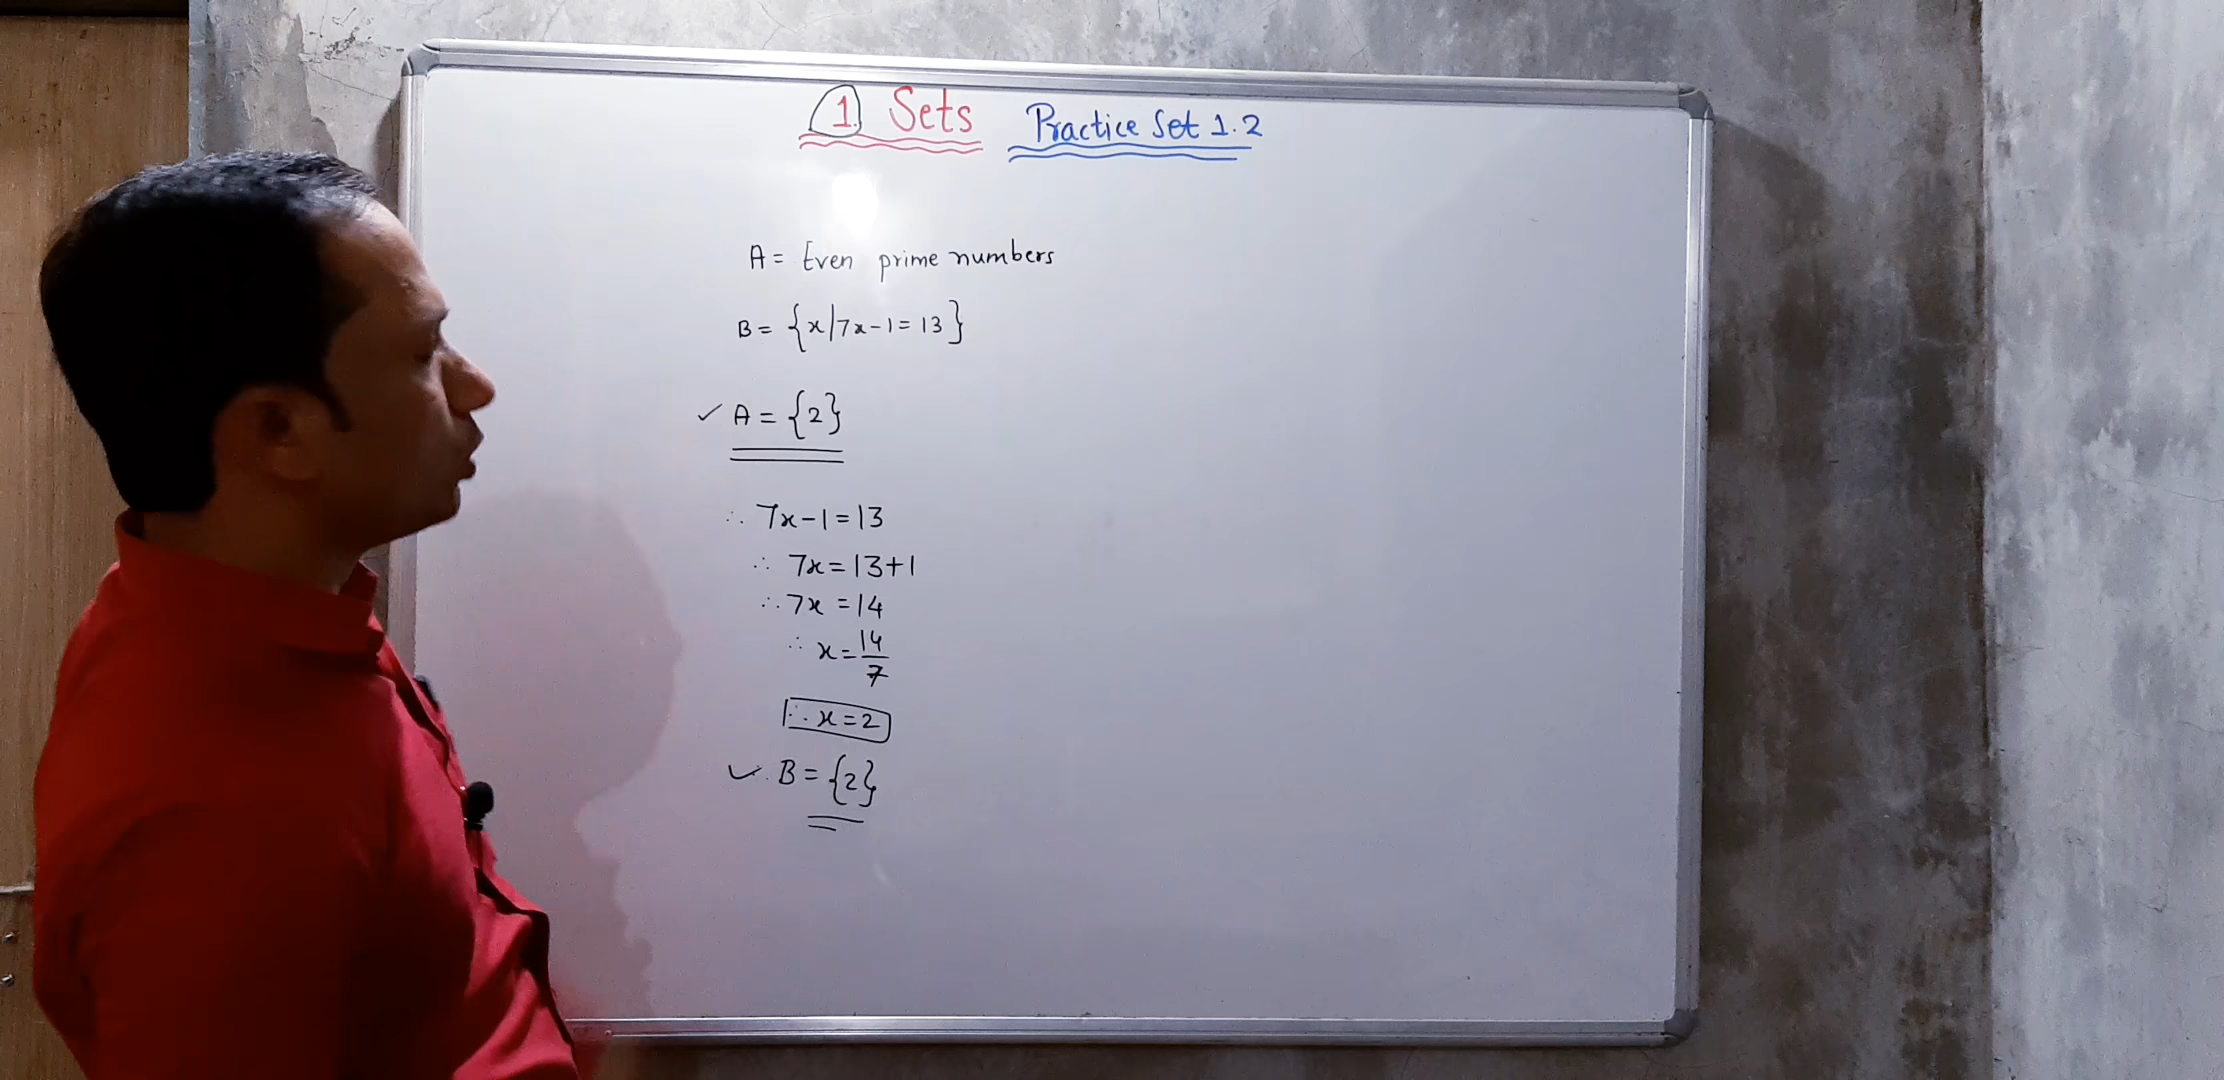 1. Sets Practice Set 1.2
A = Even prime numbers
B = {x/7x-1=13}
✓ A = {2}
∴ 7x-1=13
∴ 7x=13+1
∴ 7x=14
∴ x=14/7
∴ x=2
✓ B={2}